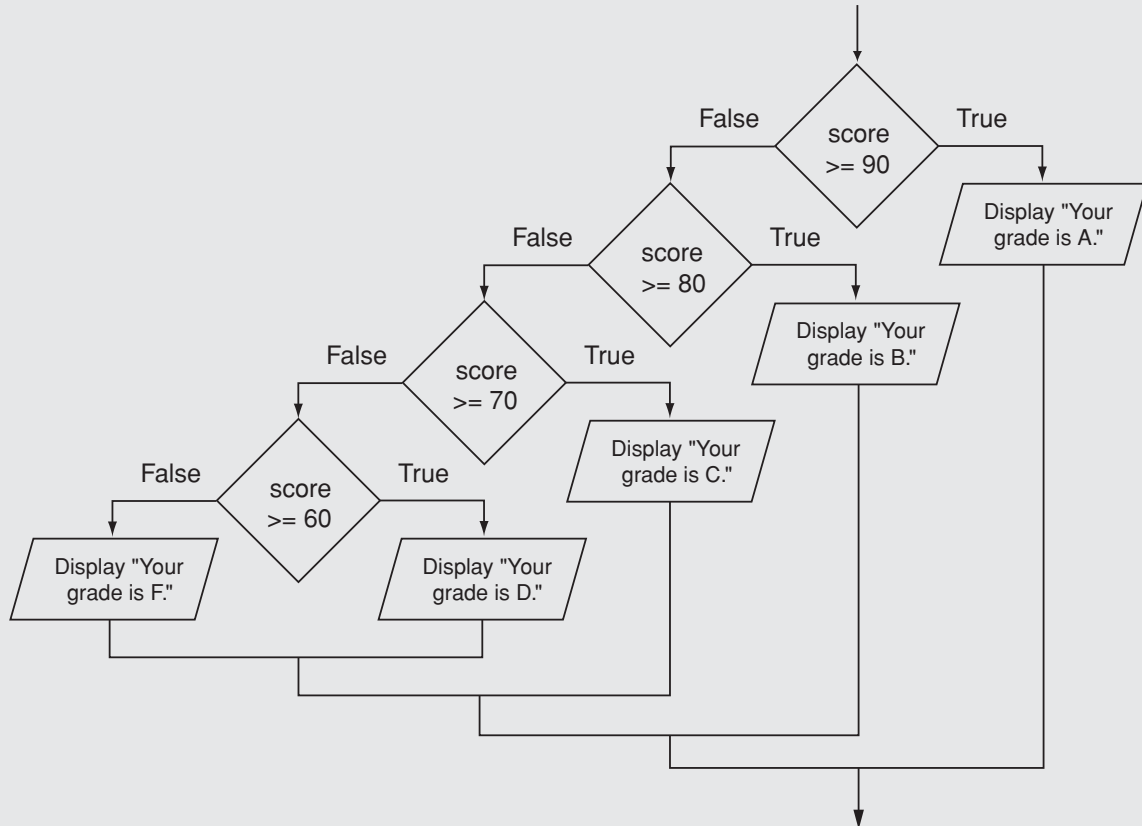 False
True
score
>= 90
Display "Your
grade is A."
False
True
score
>= 80
Display "Your
grade is B."
False
True
score
>= 70
Display "Your
grade is C."
False
True
score
>= 60
Display "Your
grade is F."
Display "Your
grade is D."